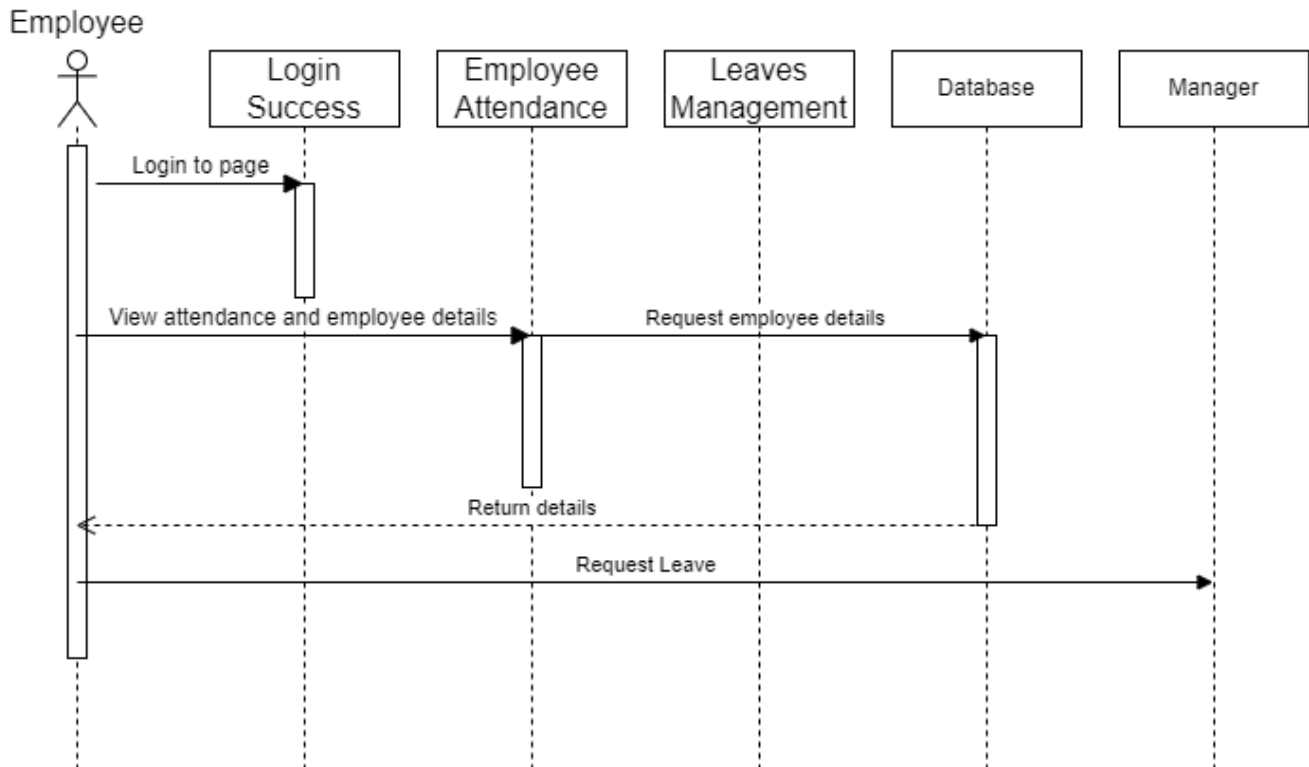 Employee
Login
Success
Employee
Attendance
Leaves
Management
Database
Manager
Login to page
View attendance and employee details
Request employee details
Return details
Request Leave